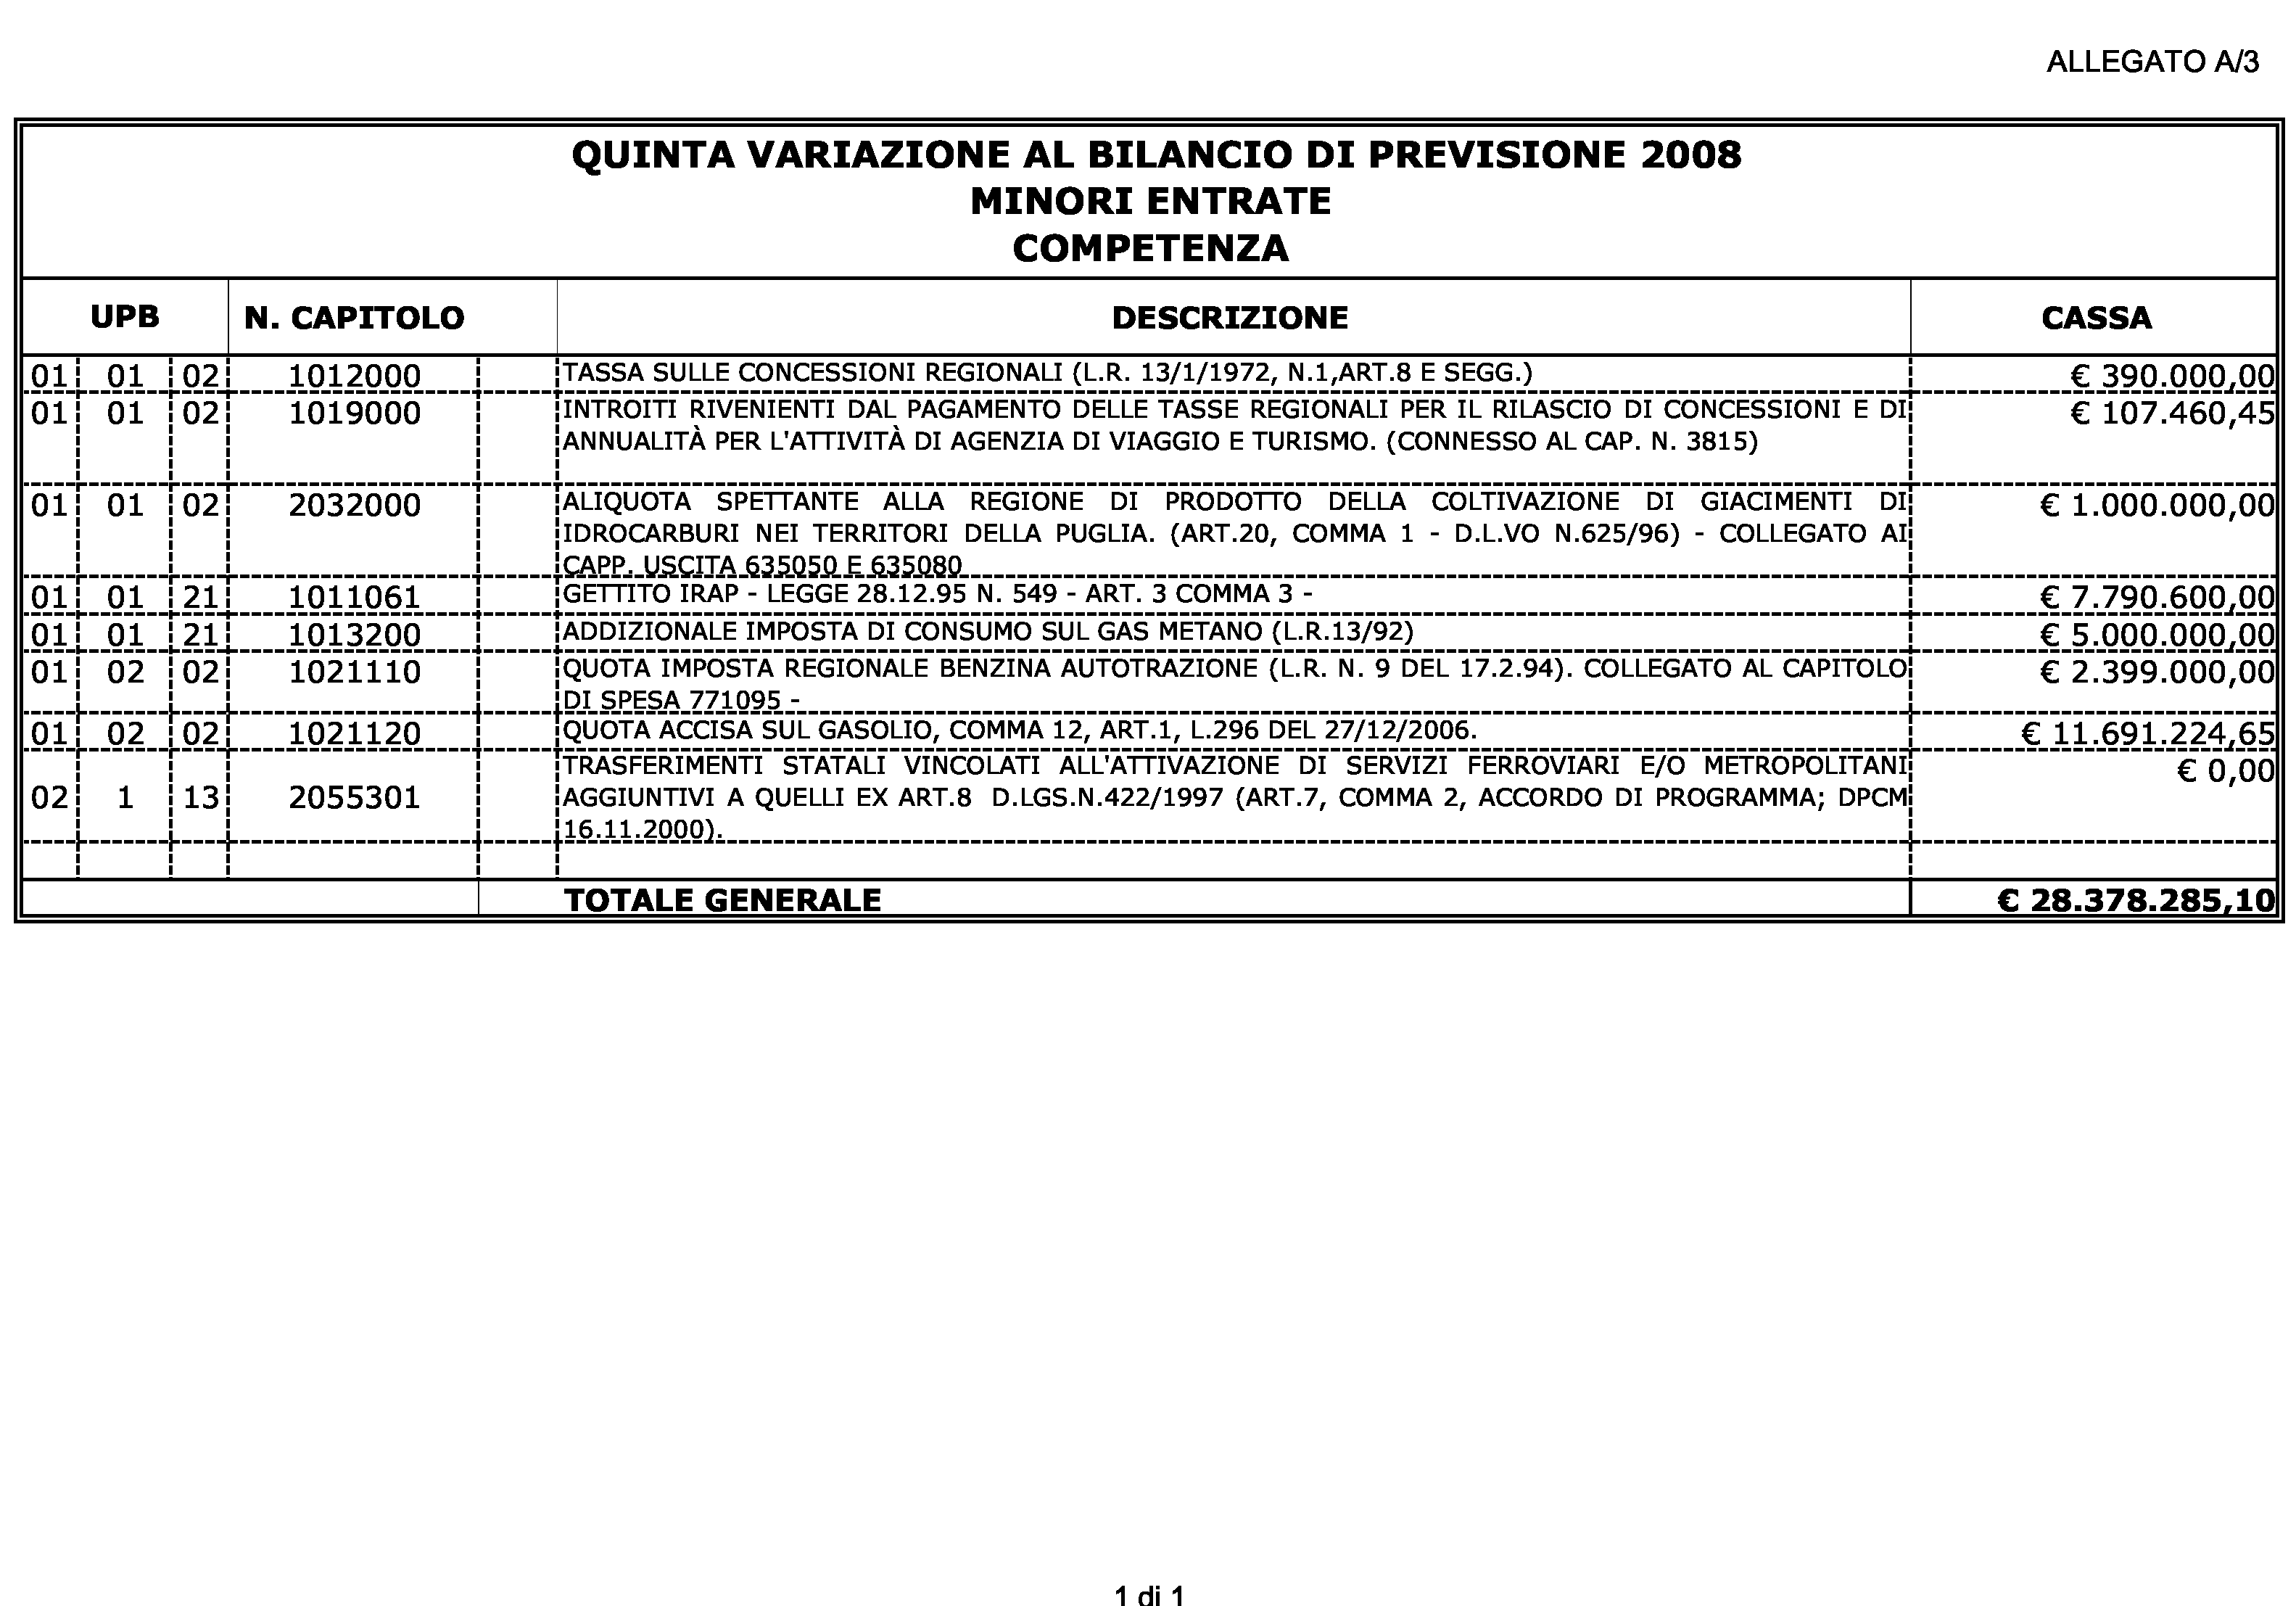 ALLEGATO A/3
QUINTA VARIAZIONE AL BILANCIO DI PREVISIONE 2008
MINORI ENTRATE
COMPETENZA
UPB N. CAPITOLO DESCRIZIONE CASSA
01 01 02 1012000 TASSA SULLE CONCESSIONI REGIONALI (L.R. 13/1/1972, N.1,ART.8 E SEGG.) € 390.000,00
01 01 02 1019000 INTROITI RIVENIENTI DAL PAGAMENTO DELLE TASSE REGIONALI PER IL RILASCIO DI CONCESSIONI E DI € 107.460,45
ANNUALITÀ PER L'ATTIVITÀ DI AGENZIA DI VIAGGIO E TURISMO. (CONNESSO AL CAP. N. 3815)
01 01 02 2032000 ALIQUOTA SPETTANTE ALLA REGIONE DI PRODOTTO DELLA COLTIVAZIONE DI GIACIMENTI DI € 1.000.000,00
IDROCARBURI NEI TERRITORI DELLA PUGLIA. (ART.20, COMMA 1 - D.L.VO N.625/96) - COLLEGATO AI
CAPP. USCITA 635050 E 635080
01 01 21 1011061 GETTITO IRAP - LEGGE 28.12.95 N. 549 - ART. 3 COMMA 3 - € 7.790.600,00
01 01 21 1013200 ADDIZIONALE IMPOSTA DI CONSUMO SUL GAS METANO (L.R.13/92) € 5.000.000,00
01 02 02 1021110 QUOTA IMPOSTA REGIONALE BENZINA AUTOTRAZIONE (L.R. N. 9 DEL 17.2.94). COLLEGATO AL CAPITOLO € 2.399.000,00
DI SPESA 771095 -
01 02 02 1021120 QUOTA ACCISA SUL GASOLIO, COMMA 12, ART.1, L.296 DEL 27/12/2006. € 11.691.224,65
TRASFERIMENTI STATALI VINCOLATI ALL'ATTIVAZIONE DI SERVIZI FERROVIARI E/O METROPOLITANI € 0,00
02 1 13 2055301 AGGIUNTIVI A QUELLI EX ART.8 D.LGS.N.422/1997 (ART.7, COMMA 2, ACCORDO DI PROGRAMMA; DPCM
16.11.2000).
TOTALE GENERALE € 28.378.285,10
1 di 1